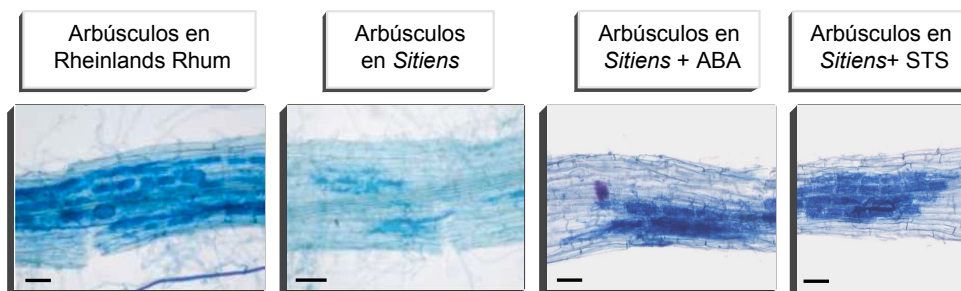 Arbúsculos en
Rheinlands Rhum
Arbúsculos
en Sitiens
Arbúsculos en
Sitiens + ABA
Arbúsculos en
Sitiens+ STS